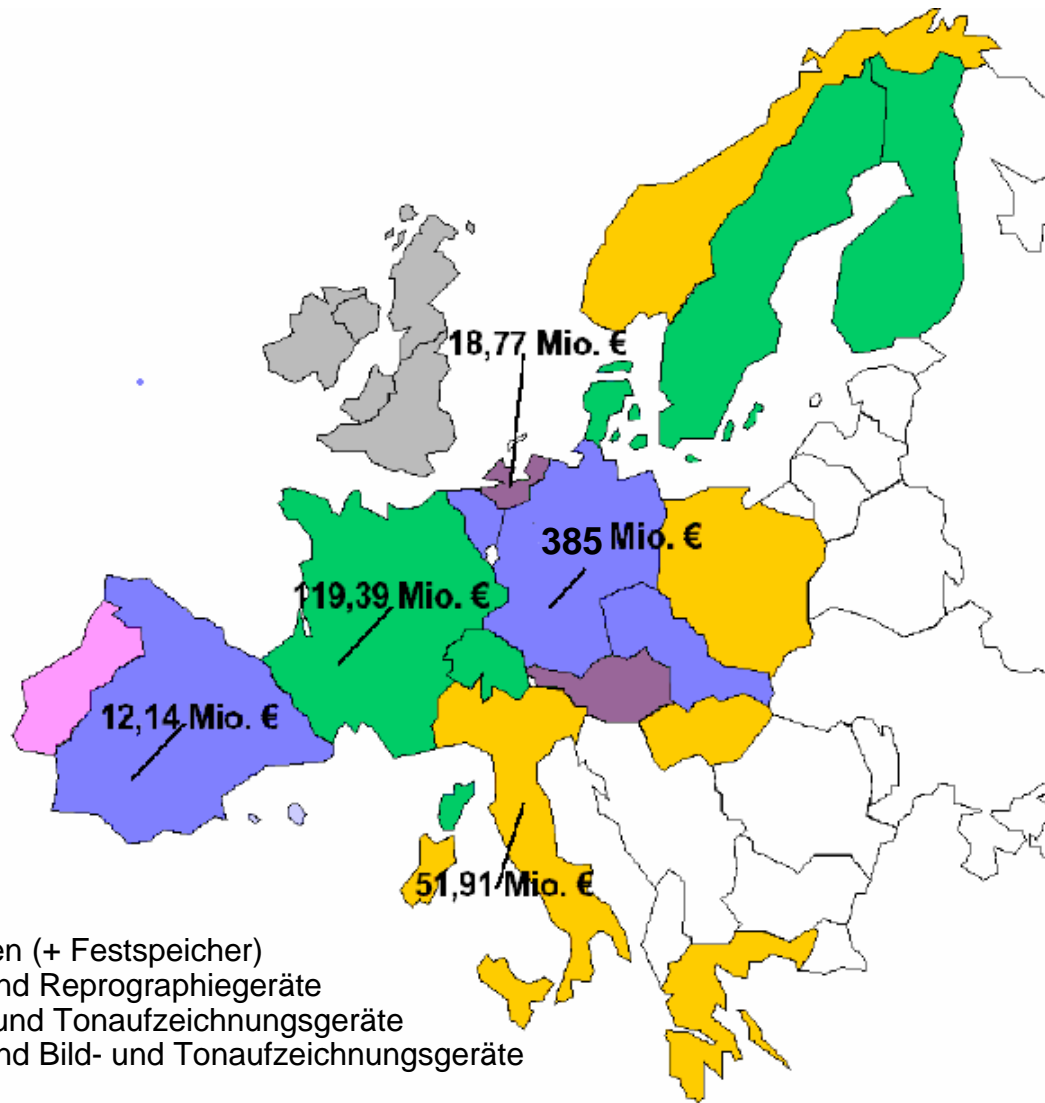 18,77 Mio. €
385 Mio. €
119,39 Mio. €
12,14 Mio. €
51,91 Mio. €
en (+ Festspeicher)
nd Reprographiegeräte
und Tonaufzeichnungsgeräte
nd Bild- und Tonaufzeichnungsgeräte